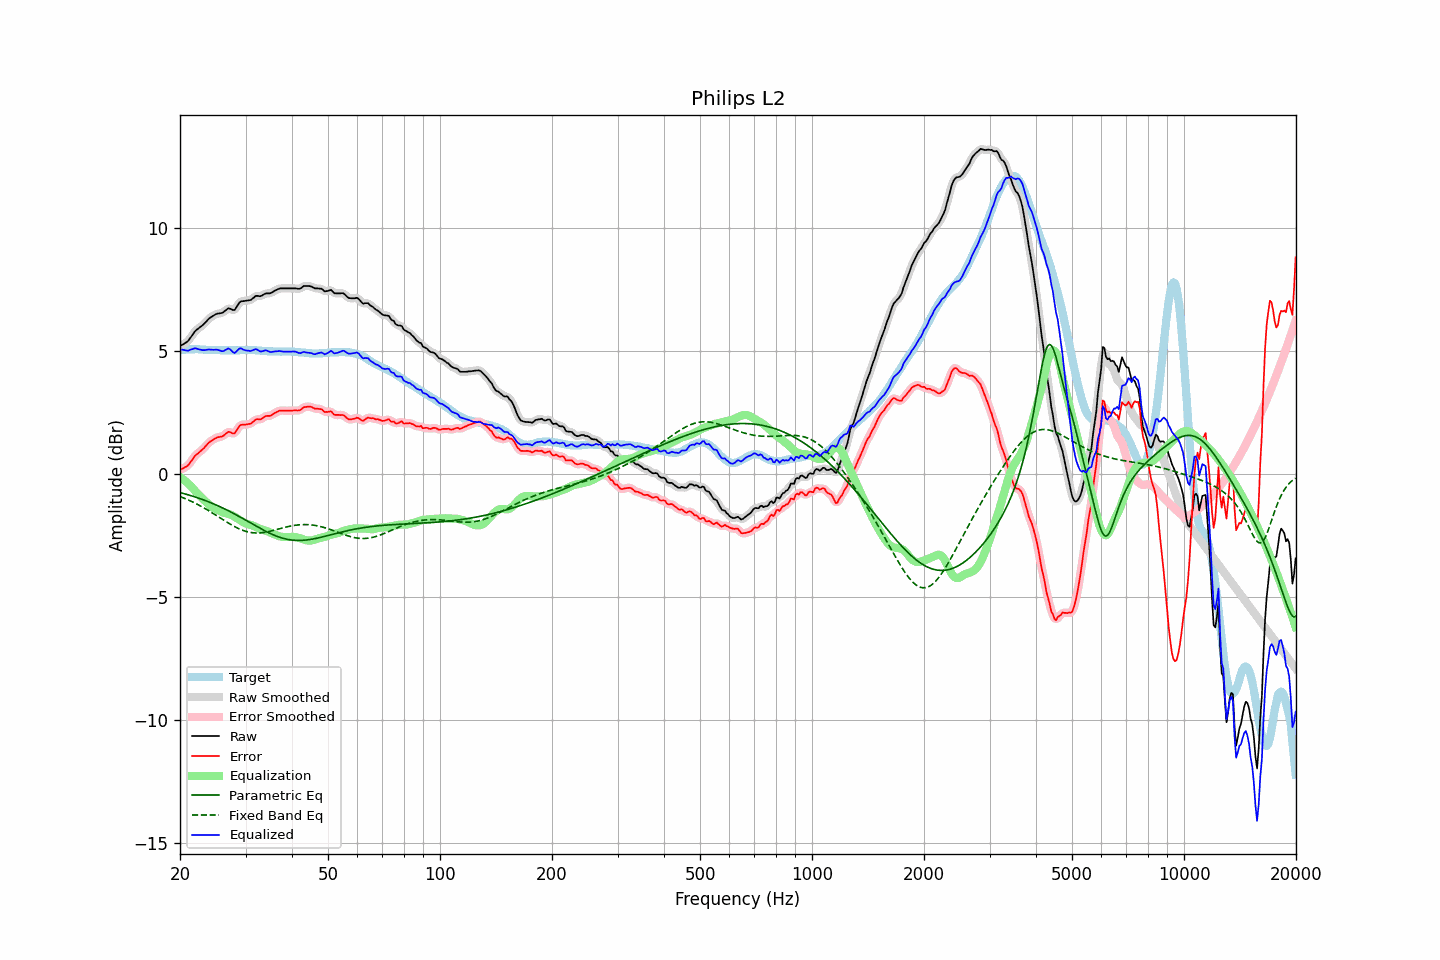 Philips L2
Amplitude (dBr)
10
5
0
−5
−10
−15
Target
Raw Smoothed
Error Smoothed
Raw
Error
Equalization
Parametric Eq
Fixed Band Eq
Equalized
20 50 100 200 500 1000 2000 5000 10000 20000
Frequency (Hz)